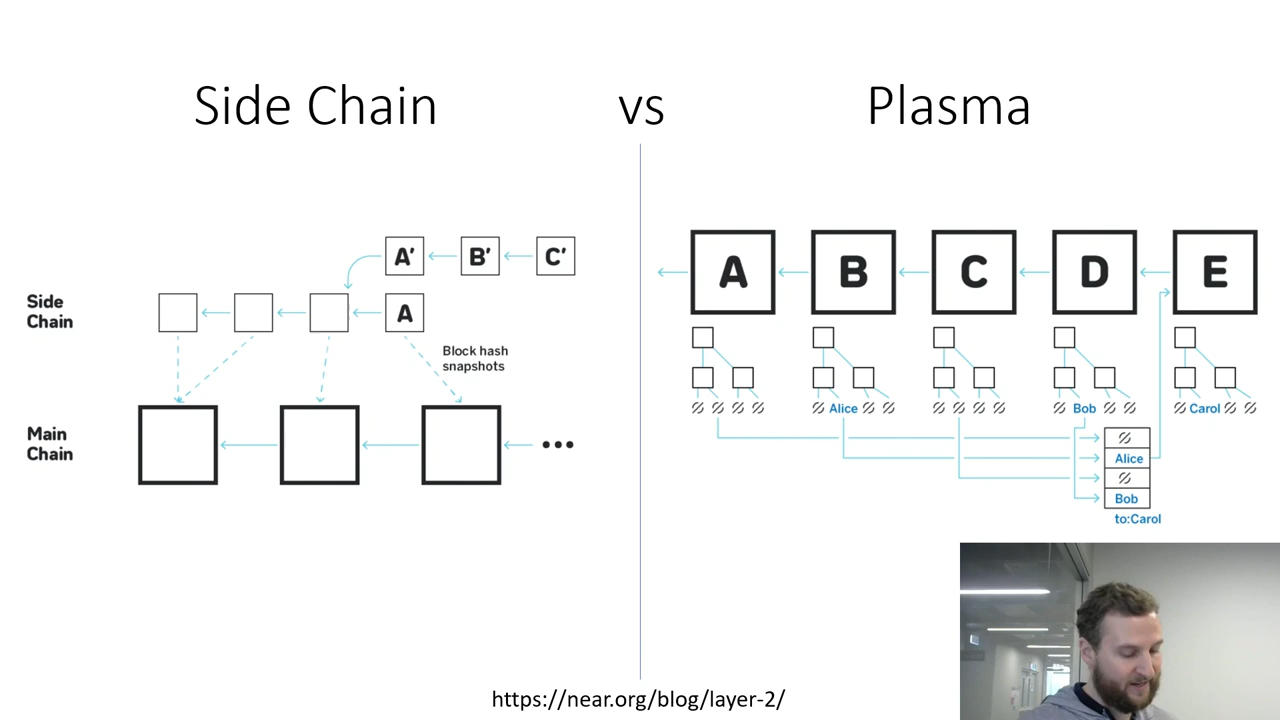 Side Chain
vs
Plasma
A′
B′
C′
Side
Chain
A
Block hash
snapshots
Main
Chain
•••
A
B
C
D
E
Alice
Bob
Carol
Alice
Bob
to:Carol
https://near.org/blog/layer-2/